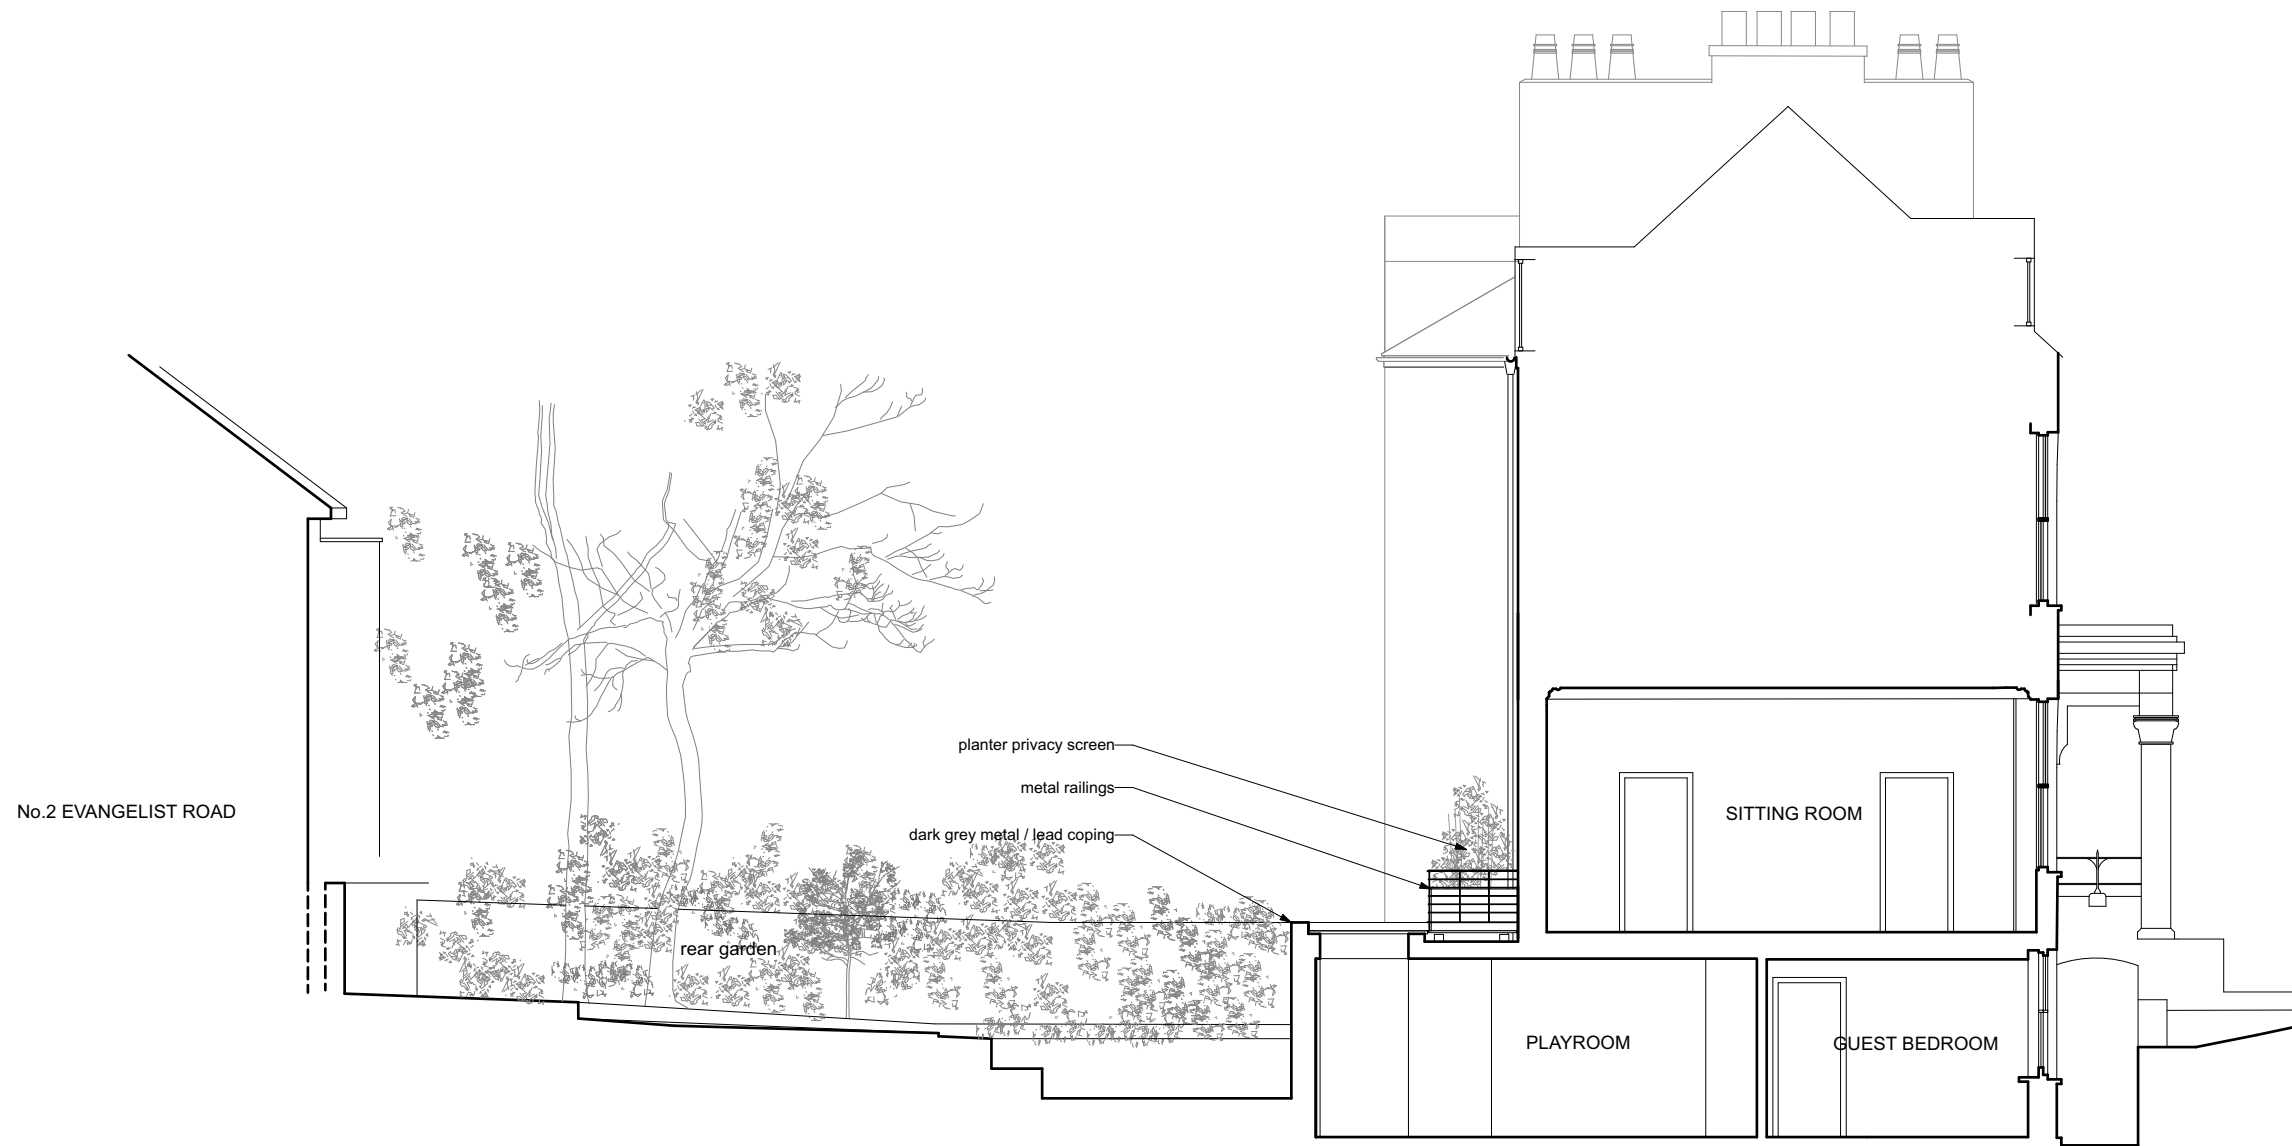 planter privacy screen
metal railings
No.2 EVANGELIST ROAD
SITTING ROOM
dark grey metal / lead coping
rear garden
PLAYROOM
GUEST BEDROOM